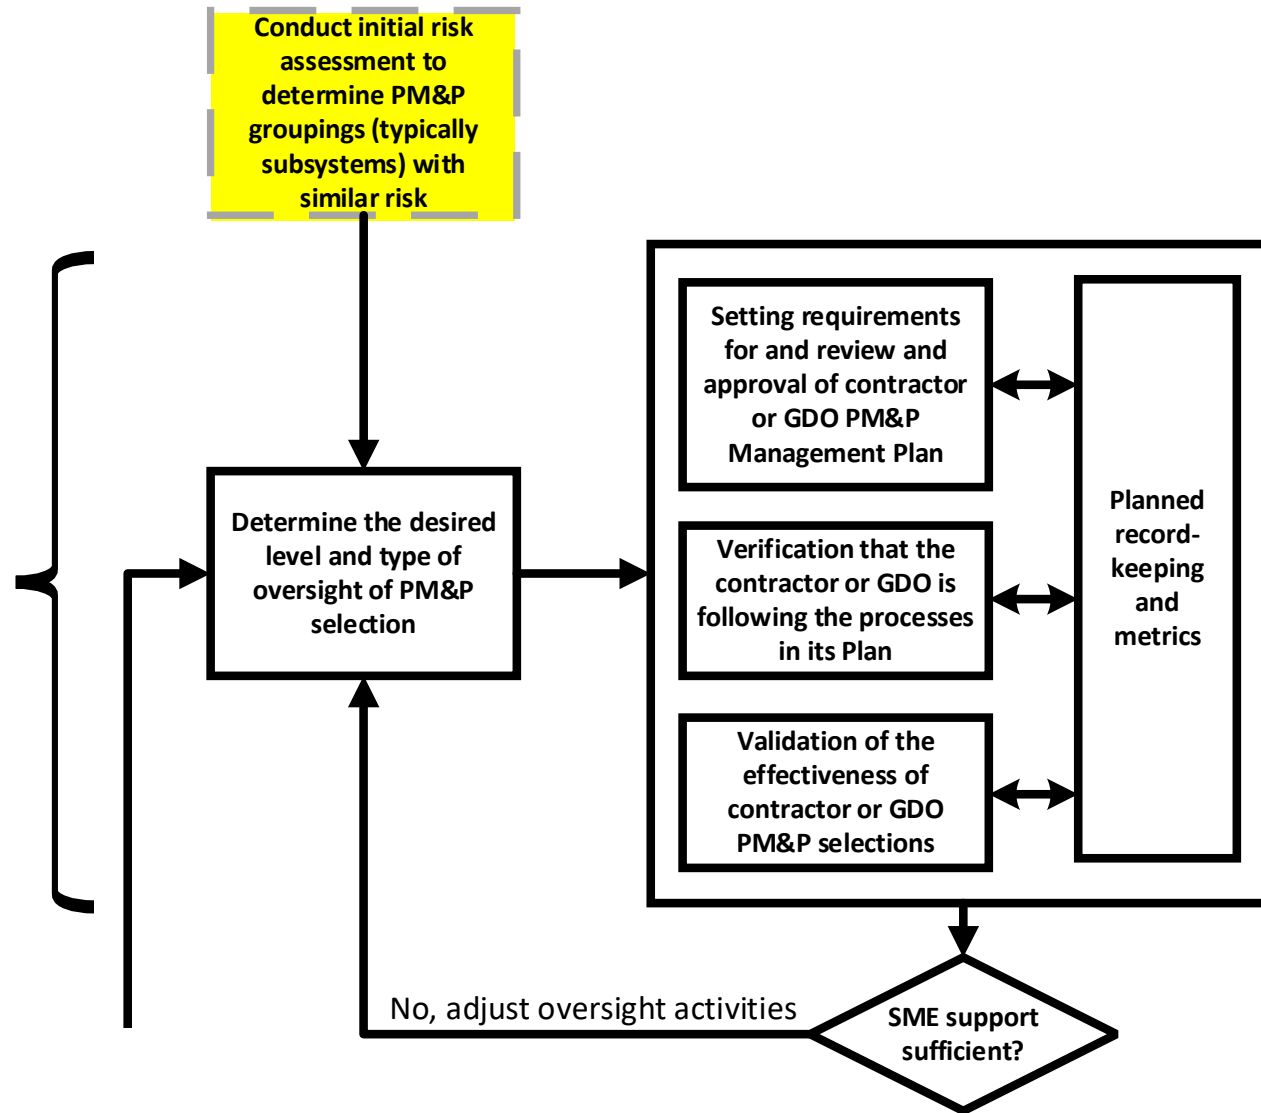 Conduct initial risk
assessment to
determine PM&P
groupings (typically
subsystems) with
similar risk
Determine the desired
level and type of
oversight of PM&P
selection
Setting requirements
for and review and
approval of contractor
or GDO PM&P
Management Plan
Verification that the
contractor or GDO is
following the processes
in its Plan
Validation of the
effectiveness of
contractor or GDO
PM&P selections
Planned
record-
keeping
and
metrics
No, adjust oversight activities
SME support
sufficient?